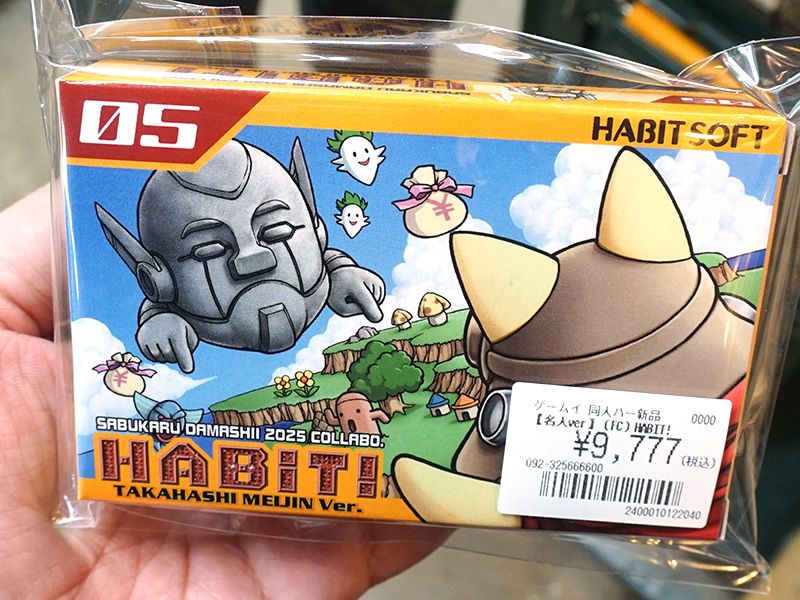 05
HABIT SOFT
¥
¥
SABUKARU DAMASHII 2025 COLLABO.
HABIT!
TAKAHASHI MEIJIN Ver.
ゲームイ 同人ハー新品 0000
【名人ver】(FC)HABIT!
¥9,777(税込)
092-325666600
2400010122040